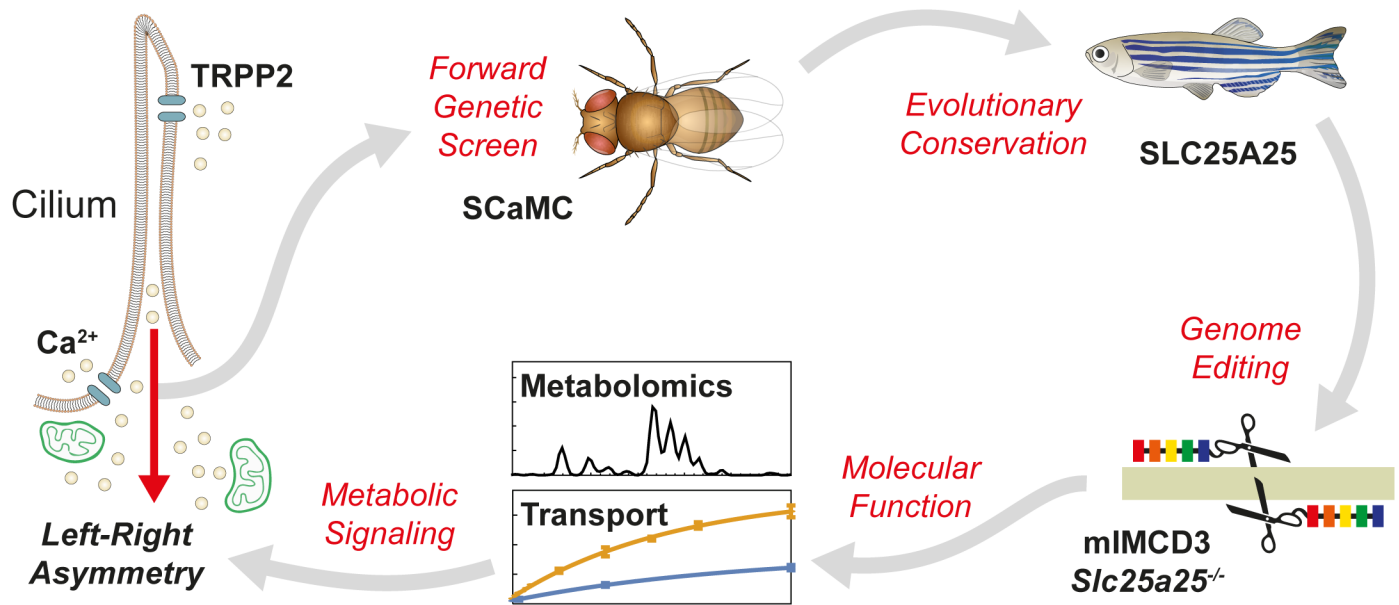 TRPP2
Cilium
Ca²⁺
Left-Right
Asymmetry
Forward
Genetic
Screen
SCaMC
Evolutionary
Conservation
SLC25A25
Genome
Editing
mIMCD3
Slc25a25⁻/⁻
Molecular
Function
Metabolomics
Transport
Metabolic
Signaling